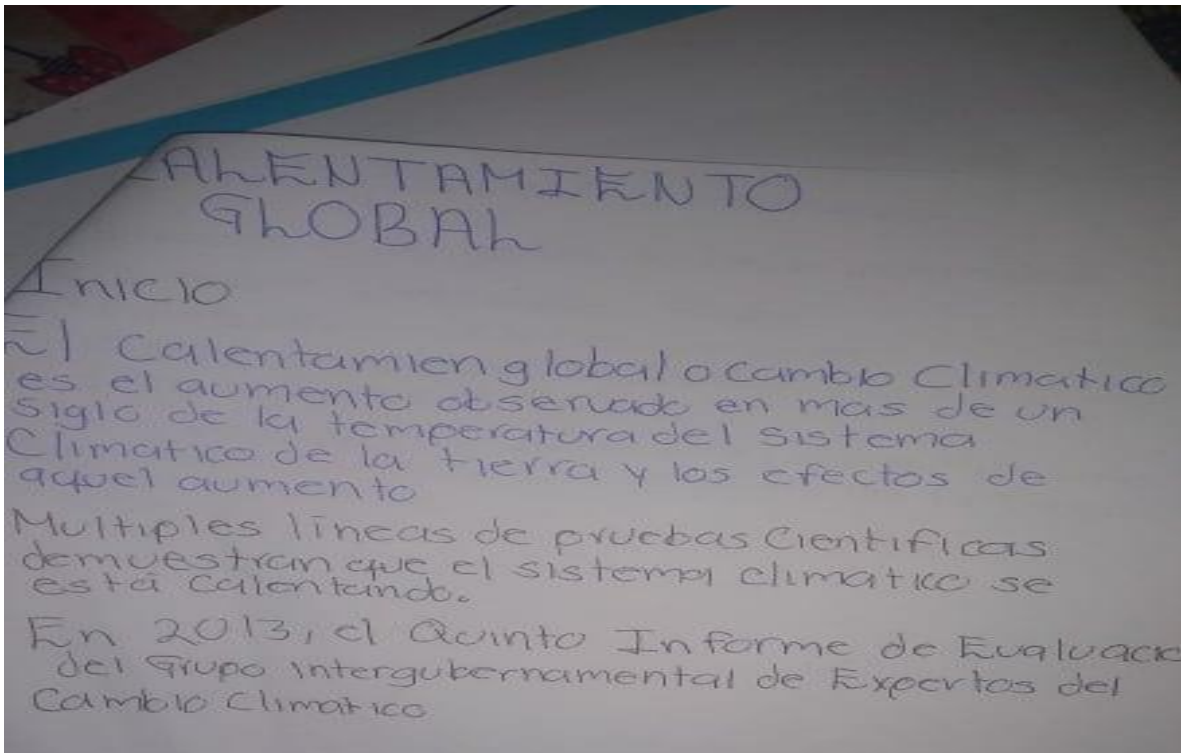 CALENTAMIENTO
GLOBAL
Inicio
El Calentamien global o cambio Climatico
es el aumento observado en mas de un
siglo de la temperatura del sistema
Climatico de la tierra y los efectos de
aquel aumento
Multiples líneas de pruebas Cientificas
demuestran que el sistema climatico se
está calentando.
En 2013, el Quinto Informe de Evaluacio
del Grupo intergubernamental de Expertos del
Cambio Climatico